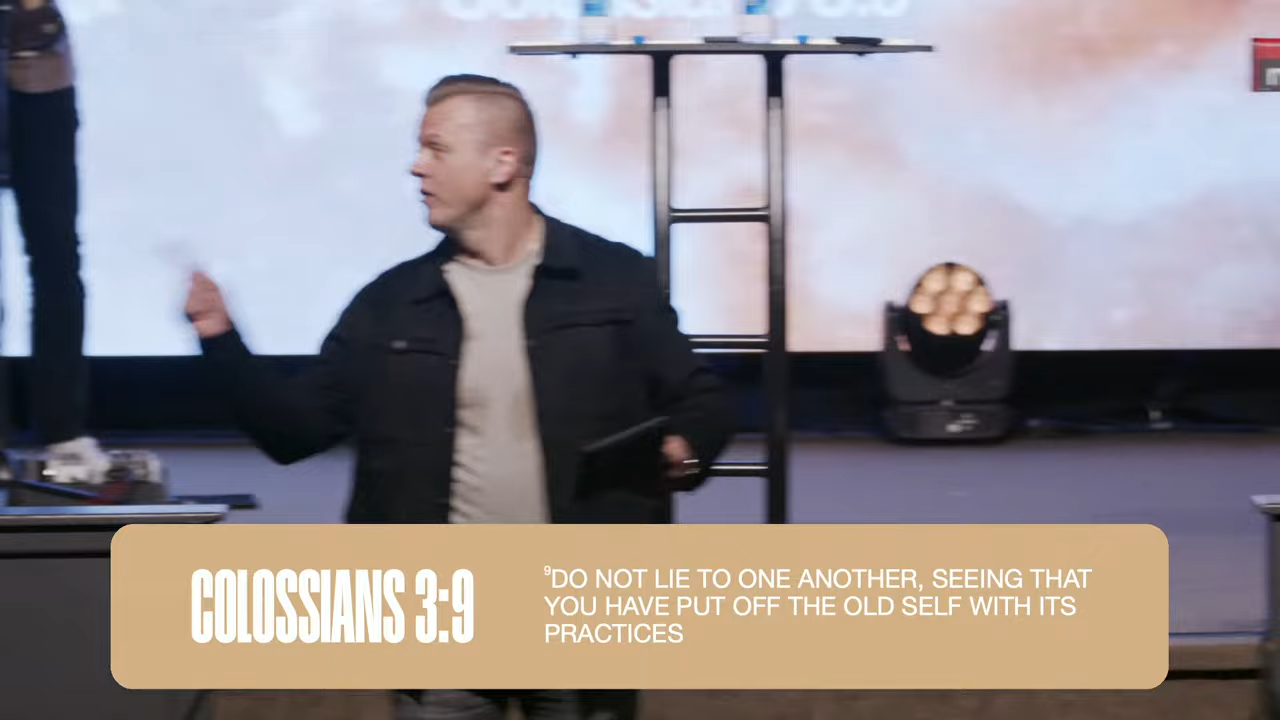 COLOSSIANS 3:9
⁹DO NOT LIE TO ONE ANOTHER, SEEING THAT
YOU HAVE PUT OFF THE OLD SELF WITH ITS
PRACTICES